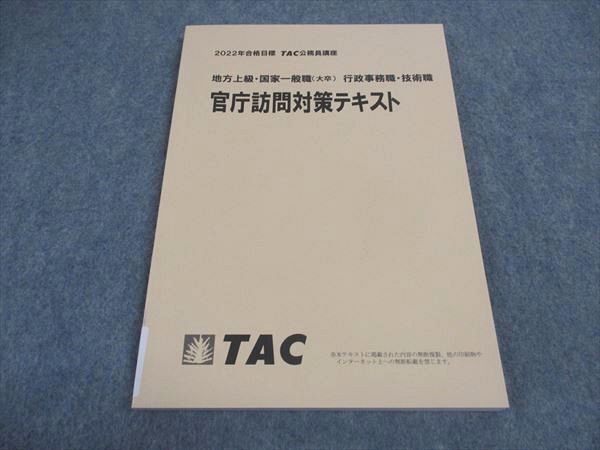 2022年合格目標 TAC公務員講座
地方上級・国家一般職(大卒) 行政事務職・技術職
官庁訪問対策テキスト
TAC
※本テキストに掲載された内容の無断複製、他の印刷物や
インターネット上への無断転載を禁じます。